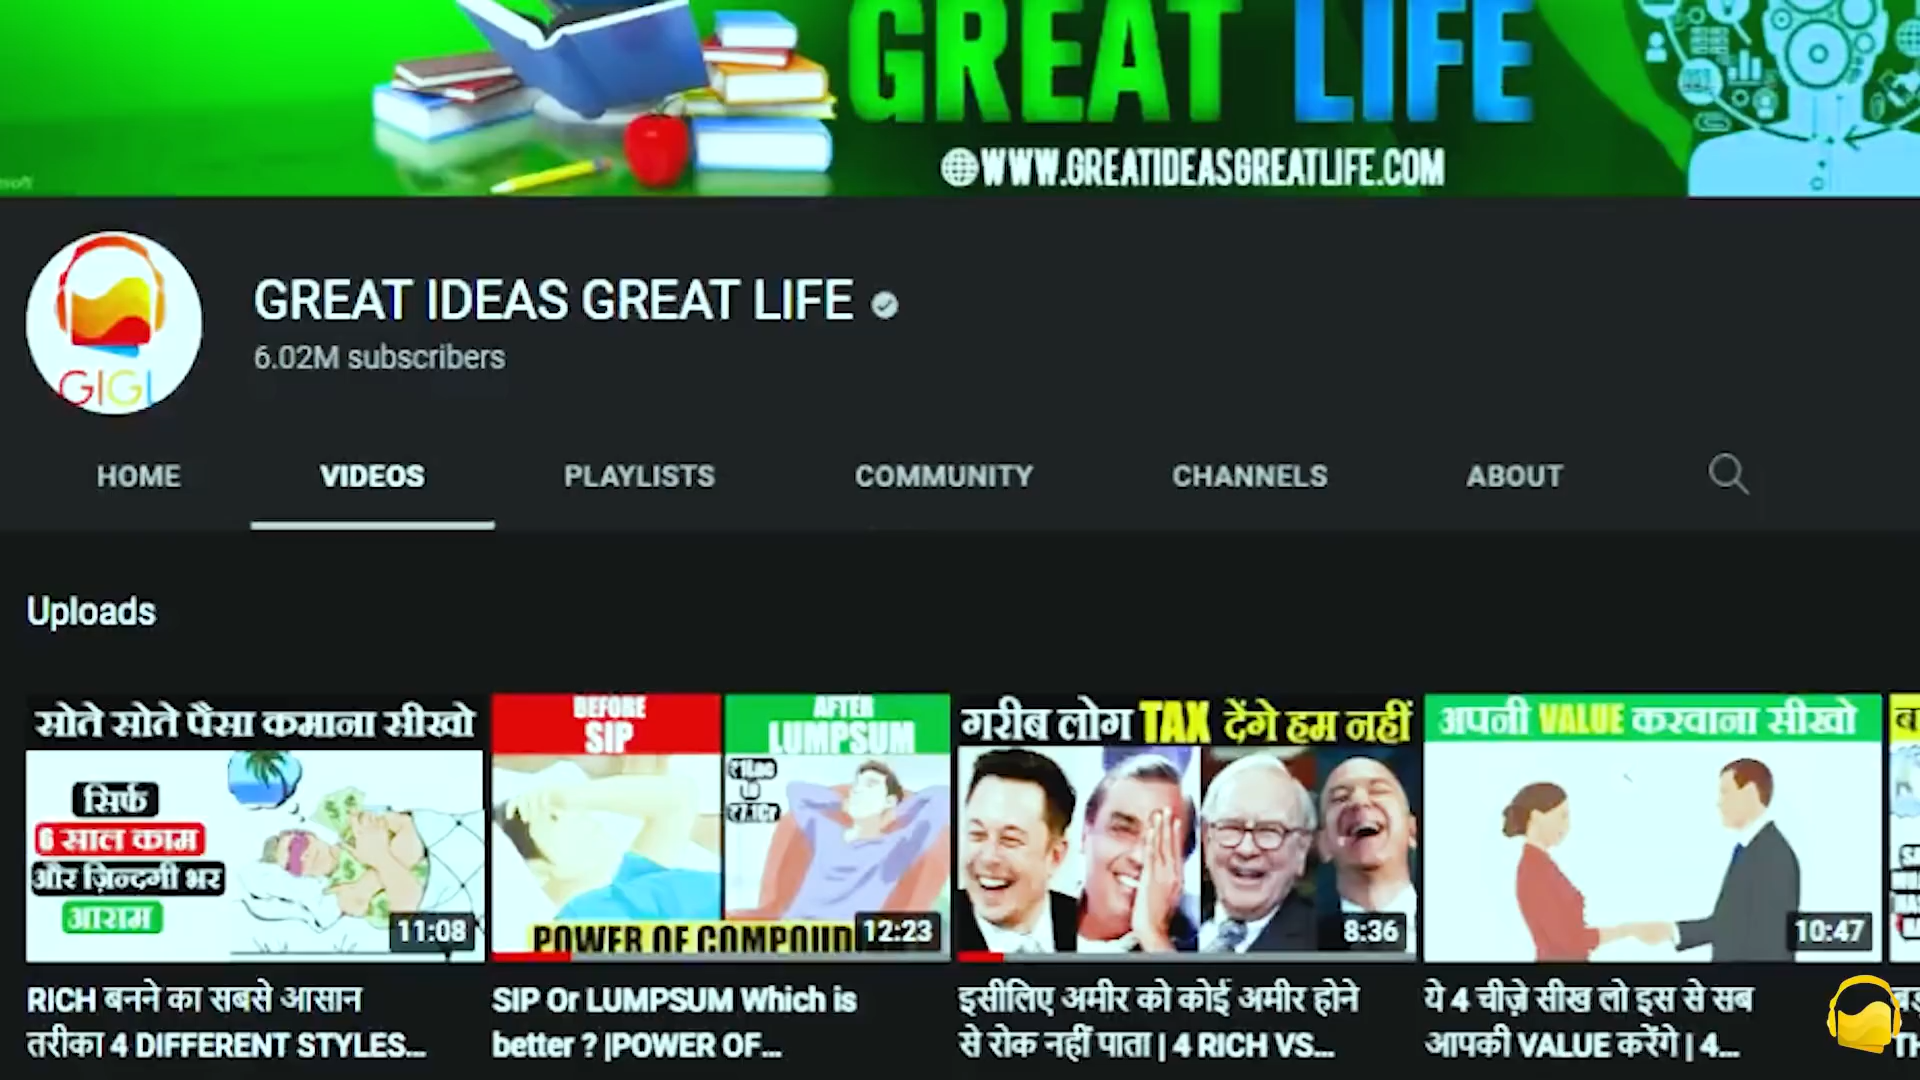 GREAT LIFE
WWW.GREATIDEASGREATLIFE.COM
GIGL
GREAT IDEAS GREAT LIFE
6.02M subscribers
HOME VIDEOS PLAYLISTS COMMUNITY CHANNELS ABOUT
Uploads
सोते सोते पैसा कमाना सीखो
सिर्फ
6 साल काम
और ज़िन्दगी भर
आराम
11:08
BEFORE
SIP
AFTER
LUMPSUM
POWER OF COMPOUND
12:23
गरीब लोग TAX देंगे हम नहीं
8:36
अपनी VALUE करवाना सीखो
10:47
RICH बनने का सबसे आसान
तरीका 4 DIFFERENT STYLES...
SIP Or LUMPSUM Which is
better ? |POWER OF...
इसीलिए अमीर को कोई अमीर होने
से रोक नहीं पाता | 4 RICH VS...
ये 4 चीज़े सीख लो इस से सब
आपकी VALUE करेंगे | 4...